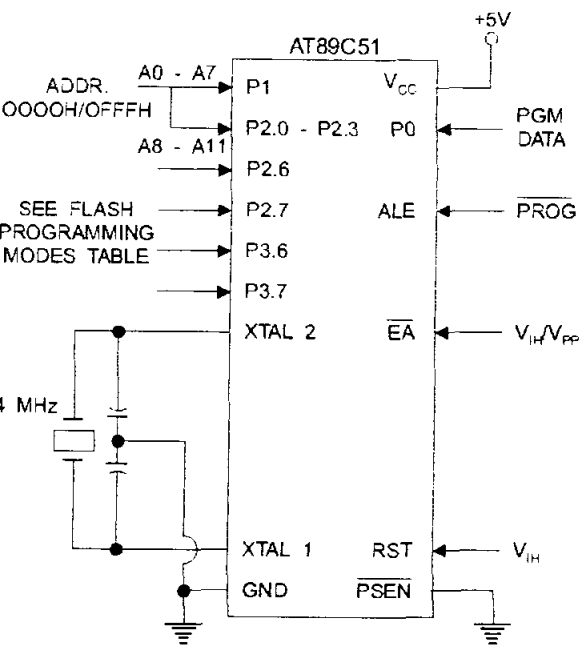 +5V
AT89C51
ADDR.
OOOOH/OFFFH
A0 - A7
P1
VCC
P2.0 - P2.3
P0
PGM
DATA
A8 - A11
P2.6
SEE FLASH
PROGRAMMING
MODES TABLE
P2.7
ALE
PROG
P3.6
P3.7
XTAL 2
EA
VIH/VPP
4 MHz
XTAL 1
RST
VIH
GND
PSEN